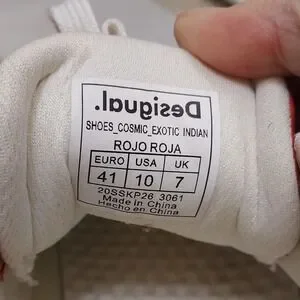 Desigual.
SHOES_COSMIC_EXOTIC INDIAN
ROJO ROJA
EURO USA UK
41 10 7
20SSKP26 3061
Made in China
Hecho en China